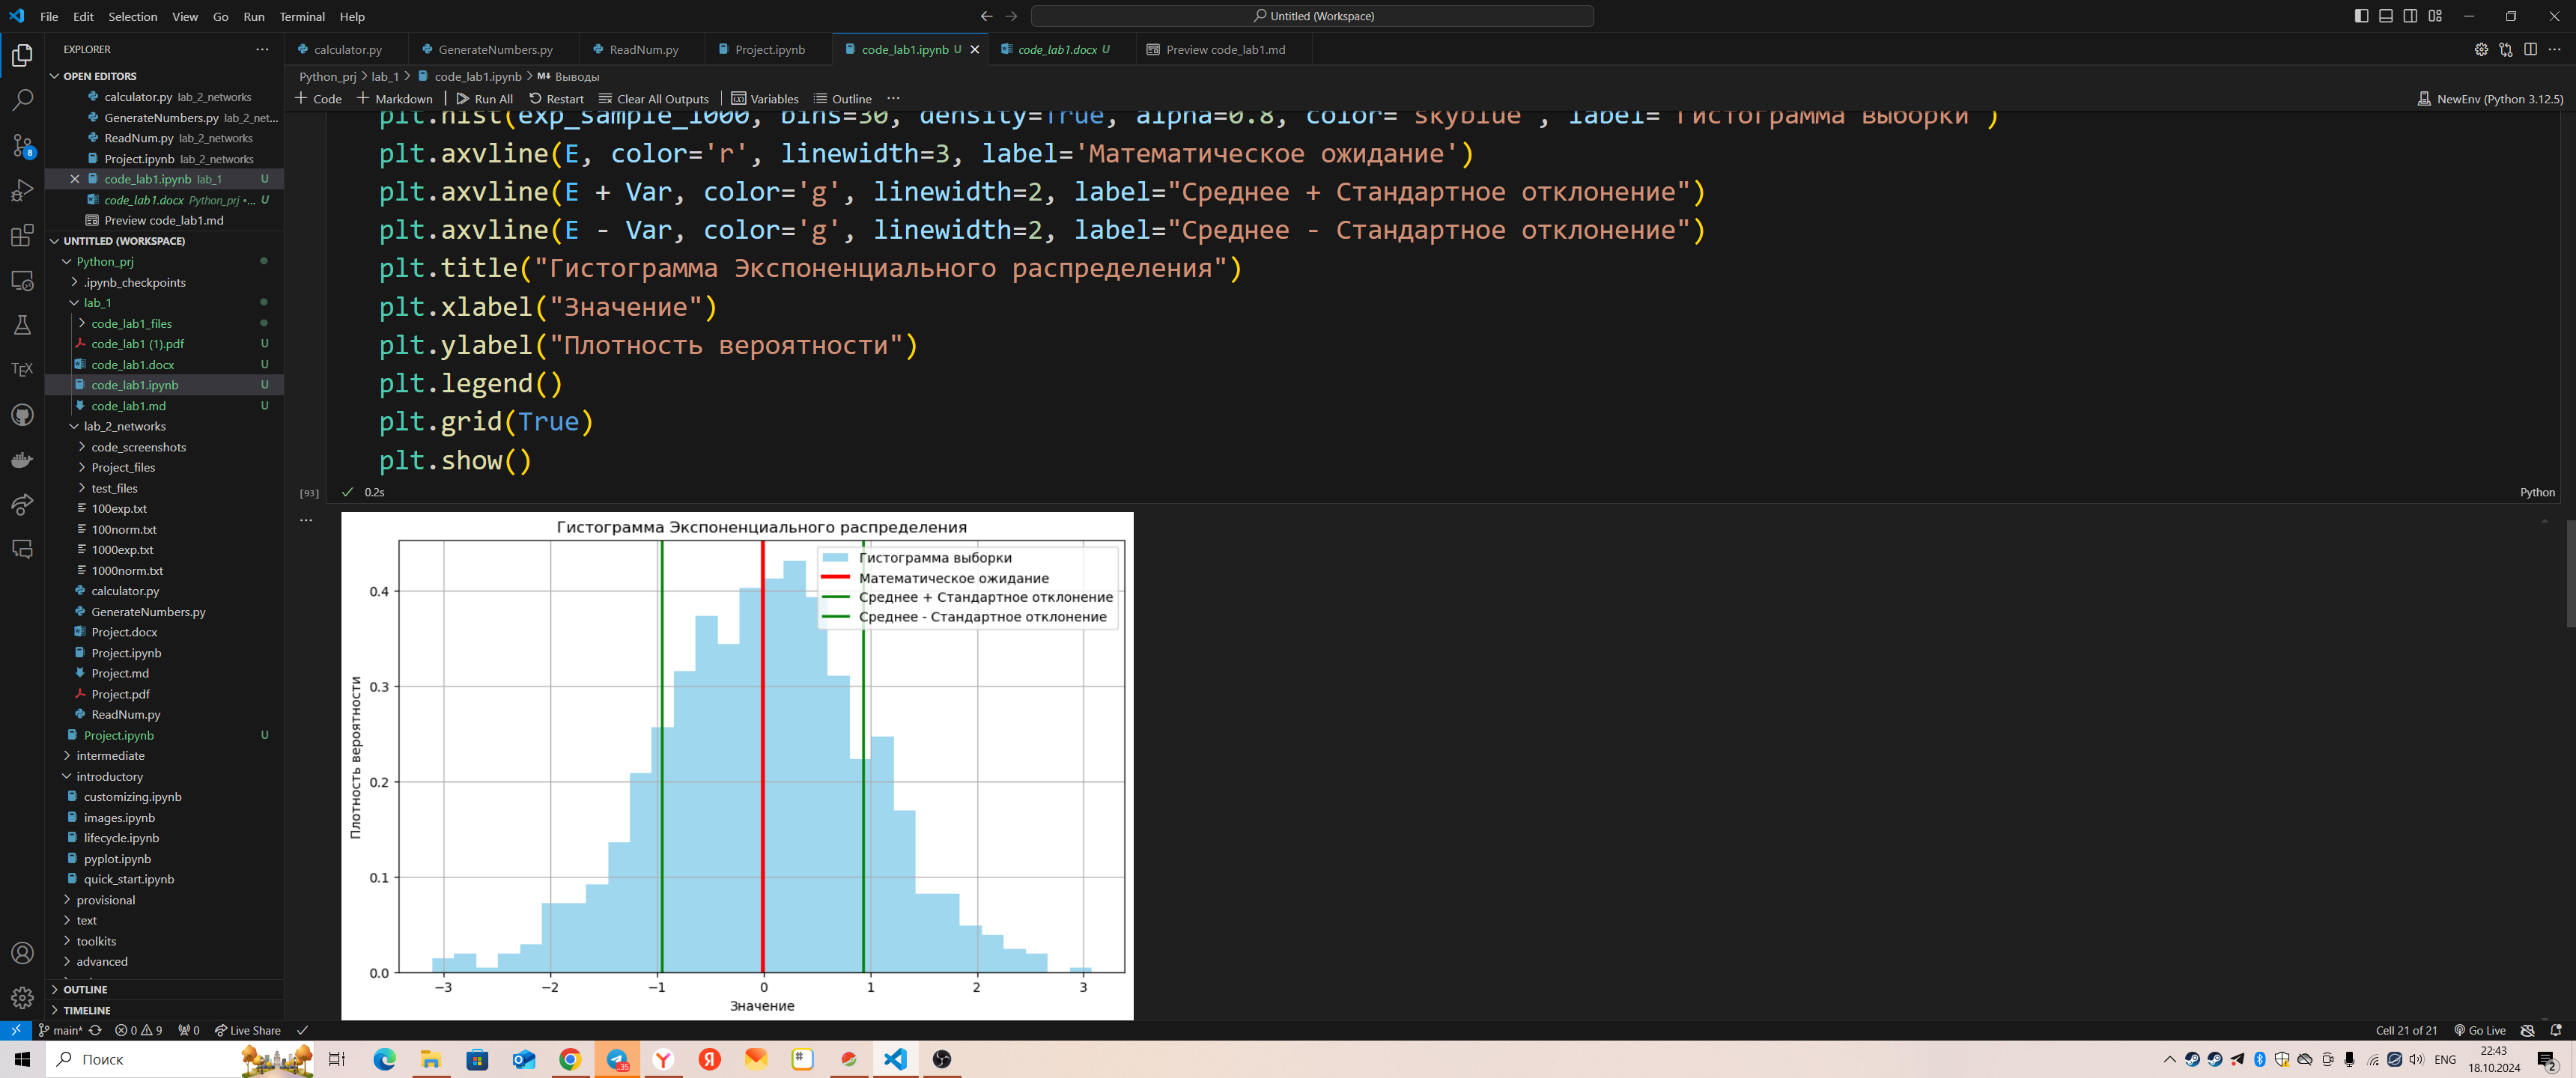 File Edit Selection View Go Run Terminal Help
Untitled (Workspace)
EXPLORER
OPEN EDITORS
calculator.py lab_2_networks
GenerateNumbers.py lab_2_net...
ReadNum.py lab_2_networks
Project.ipynb lab_2_networks
code_lab1.ipynb lab_1 U
code_lab1.docx Python_prj •... U
Preview code_lab1.md
UNTITLED (WORKSPACE)
Python_prj
.ipynb_checkpoints
lab_1
code_lab1_files
code_lab1 (1).pdf U
code_lab1.docx U
code_lab1.ipynb U
code_lab1.md U
lab_2_networks
code_screenshots
Project_files
test_files
100exp.txt
100norm.txt
1000exp.txt
1000norm.txt
calculator.py
GenerateNumbers.py
Project.docx
Project.ipynb
Project.md
Project.pdf
ReadNum.py
Project.ipynb U
intermediate
introductory
customizing.ipynb
images.ipynb
lifecycle.ipynb
pyplot.ipynb
quick_start.ipynb
provisional
text
toolkits
advanced
OUTLINE
TIMELINE
calculator.py GenerateNumbers.py ReadNum.py Project.ipynb code_lab1.ipynb U code_lab1.docx U Preview code_lab1.md
Python_prj > lab_1 > code_lab1.ipynb > M↓ Выводы
+ Code + Markdown Run All Restart Clear All Outputs Variables Outline ...
NewEnv (Python 3.12.5)
plt.hist(exp_sample_1000, bins=30, density=True, alpha=0.8, color='skyblue', label='Гистограмма выборки')
plt.axvline(E, color='r', linewidth=3, label='Математическое ожидание')
plt.axvline(E + Var, color='g', linewidth=2, label="Среднее + Стандартное отклонение")
plt.axvline(E - Var, color='g', linewidth=2, label="Среднее - Стандартное отклонение")
plt.title("Гистограмма Экспоненциального распределения")
plt.xlabel("Значение")
plt.ylabel("Плотность вероятности")
plt.legend()
plt.grid(True)
plt.show()
[93] 0.2s
Python
Гистограмма Экспоненциального распределения
Гистограмма выборки
Математическое ожидание
Среднее + Стандартное отклонение
Среднее - Стандартное отклонение
Плотность вероятности
0.4
0.3
0.2
0.1
0.0
−3 −2 −1 0 1 2 3
Значение
main* 0 9 0 Live Share
Cell 21 of 21 Go Live
Поиск
35
ENG
22:43
18.10.2024
2
8
TEX